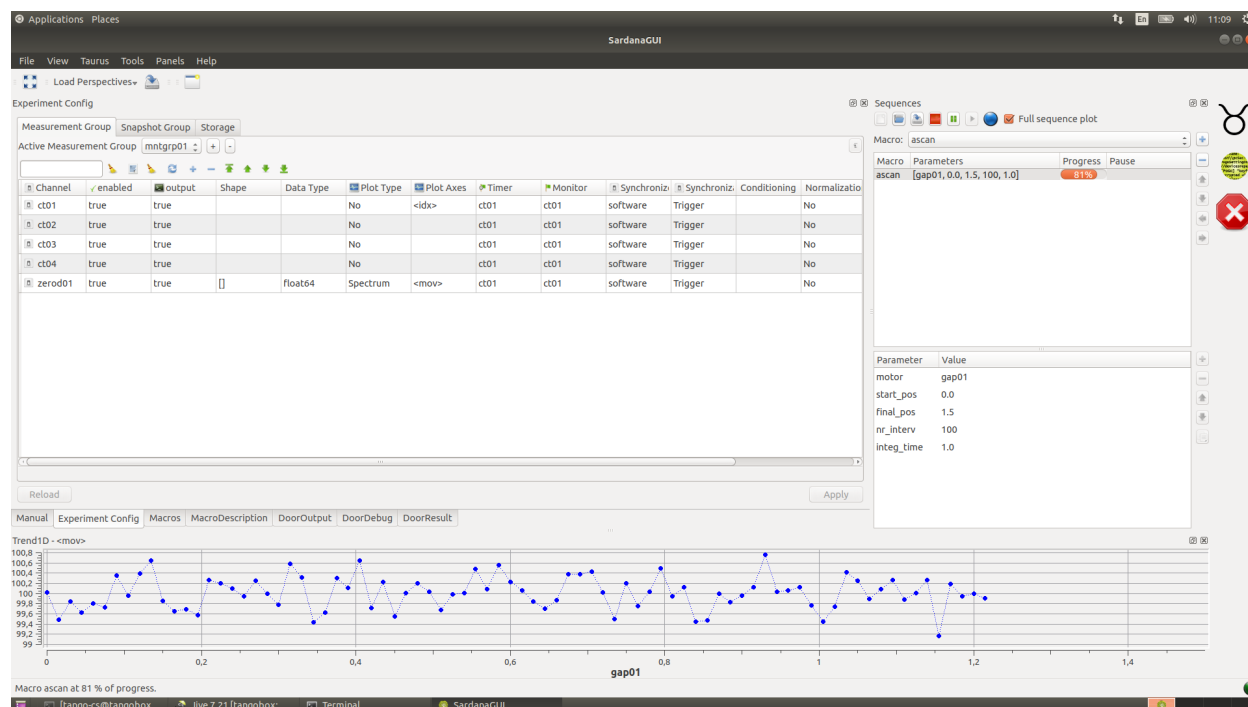 Applications Places En 11:09
SardanaGUI
File View Taurus Tools Panels Help
Load Perspectives
Experiment Config
Measurement Group Snapshot Group Storage
Active Measurement Group mntgrp01 + -
Channel enabled output Shape Data Type Plot Type Plot Axes Timer Monitor Synchroniz Synchroniz Conditioning Normalizatio
ct01 true true No <idx> ct01 ct01 software Trigger No
ct02 true true No ct01 ct01 software Trigger No
ct03 true true No ct01 ct01 software Trigger No
ct04 true true No ct01 ct01 software Trigger No
zerod01 true true [] float64 Spectrum <mov> ct01 ct01 software Trigger No
Reload Apply
Manual Experiment Config Macros MacroDescription DoorOutput DoorDebug DoorResult
Sequences
Full sequence plot
Macro: ascan
Macro Parameters Progress Pause
ascan [gap01, 0.0, 1.5, 100, 1.0] 81%
Parameter Value
motor gap01
start_pos 0.0
final_pos 1.5
nr_interv 100
integ_time 1.0
Trend1D - <mov>
100,8
100,6
100,4
100,2
100
99,8
99,6
99,4
99,2
99
0 0,2 0,4 0,6 0,8 1 1,2 1,4
gap01
Macro ascan at 81 % of progress.
[tango-cs@tangobox... Jive 7.21 [tangobox:... Terminal SardanaGUI